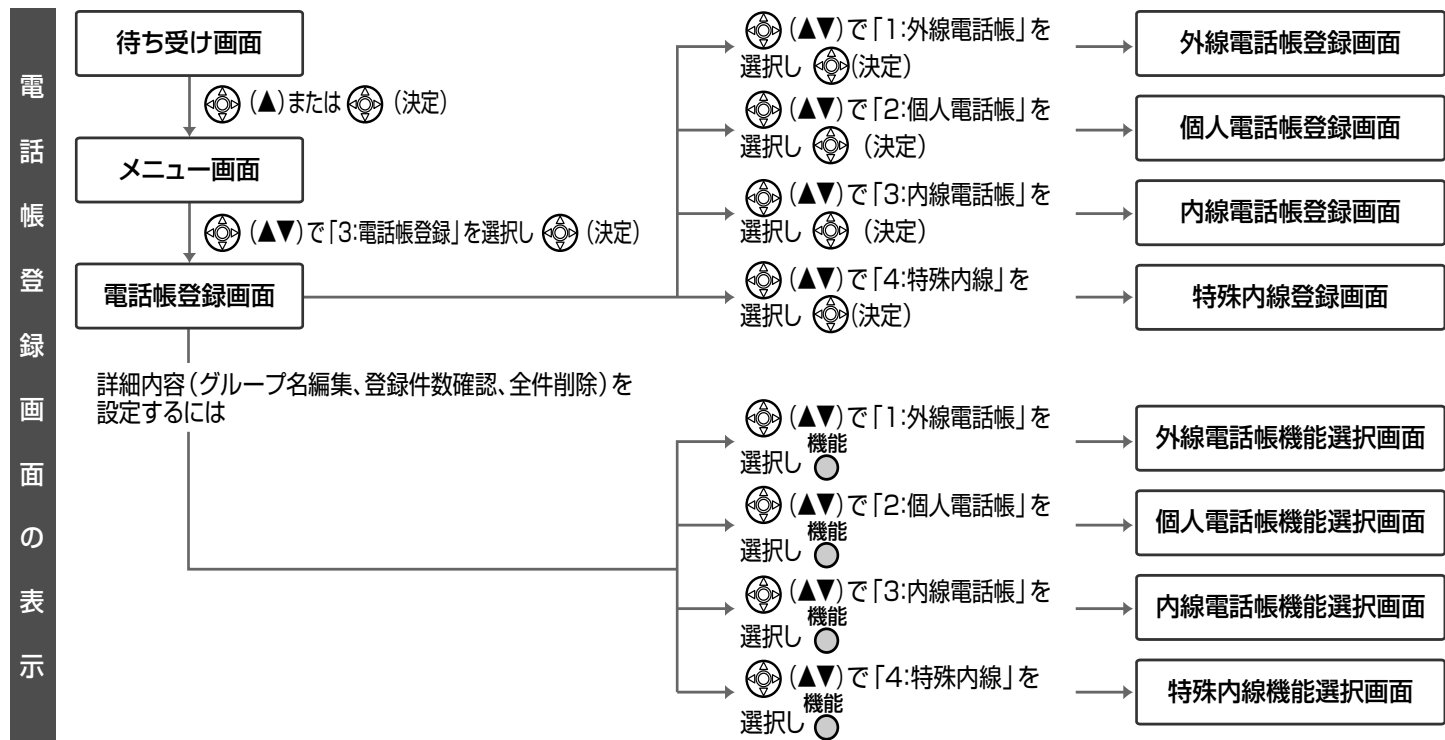 電話帳登録画面の表示
待ち受け画面
(▲)または (決定)
メニュー画面
(▲▼)で「3:電話帳登録」を選択し (決定)
電話帳登録画面
(▲▼)で「1:外線電話帳」を
選択し (決定)
外線電話帳登録画面
(▲▼)で「2:個人電話帳」を
選択し (決定)
個人電話帳登録画面
(▲▼)で「3:内線電話帳」を
選択し (決定)
内線電話帳登録画面
(▲▼)で「4:特殊内線」を
選択し (決定)
特殊内線登録画面
詳細内容(グループ名編集、登録件数確認、全件削除)を
設定するには
(▲▼)で「1:外線電話帳」を
機能
選択し
外線電話帳機能選択画面
(▲▼)で「2:個人電話帳」を
機能
選択し
個人電話帳機能選択画面
(▲▼)で「3:内線電話帳」を
機能
選択し
内線電話帳機能選択画面
(▲▼)で「4:特殊内線」を
機能
選択し
特殊内線機能選択画面